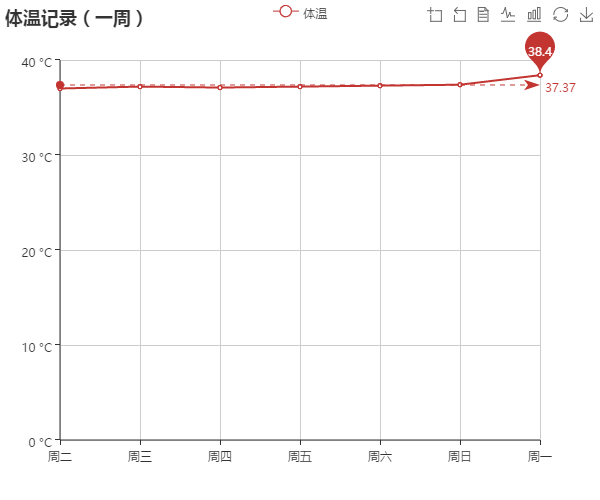 体温记录（一周）
体温
40 °C
30 °C
20 °C
10 °C
0 °C
38.4
37.37
周二
周三
周四
周五
周六
周日
周一